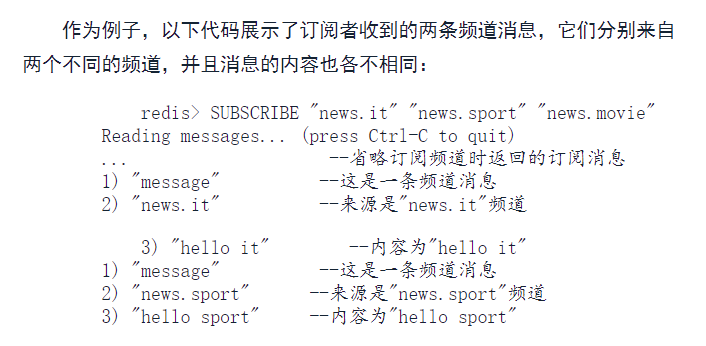 作为例子，以下代码展示了订阅者收到的两条频道消息，它们分别来自
两个不同的频道，并且消息的内容也各不相同：
redis> SUBSCRIBE "news.it" "news.sport" "news.movie"
Reading messages... (press Ctrl-C to quit)
... --省略订阅频道时返回的订阅消息
1) "message" --这是一条频道消息
2) "news.it" --来源是"news.it"频道
3) "hello it" --内容为"hello it"
1) "message" --这是一条频道消息
2) "news.sport" --来源是"news.sport"频道
3) "hello sport" --内容为"hello sport"